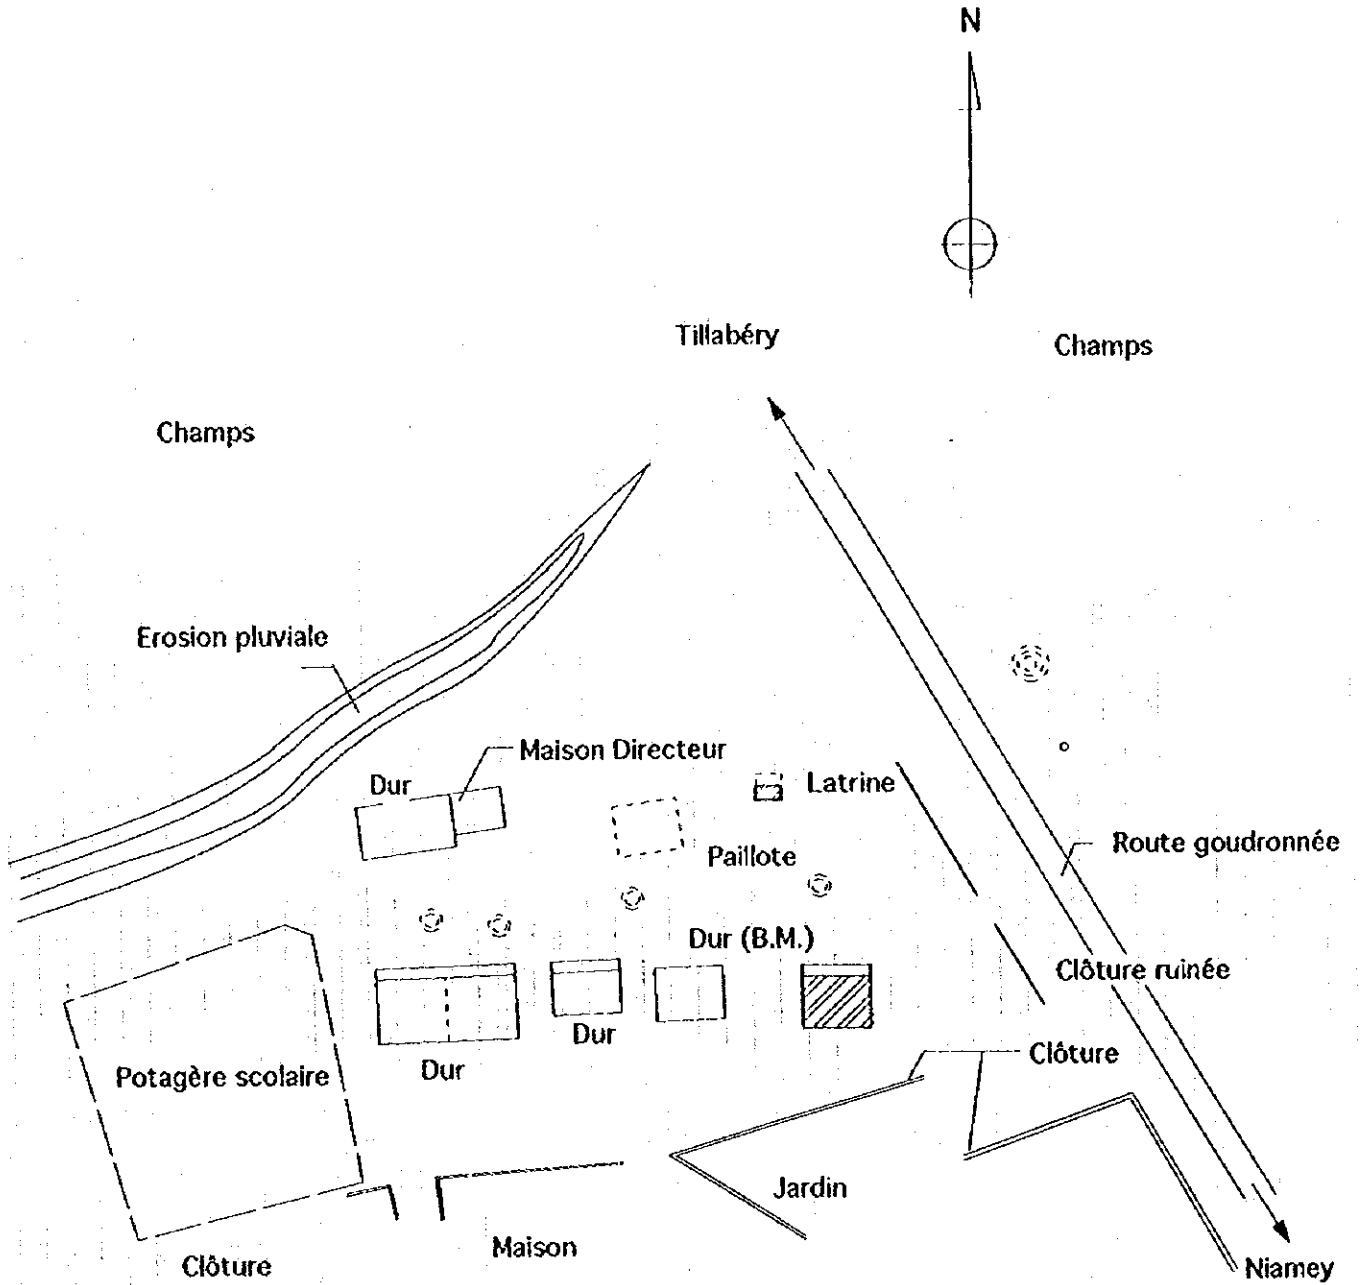 N
Tillabéry
Champs
Champs
Erosion pluviale
Maison Directeur
Dur
Latrine
Route goudronnée
Paillote
Dur (B.M.)
Clôture ruinée
Dur
Clôture
Dur
Potagère scolaire
Jardin
Maison
Clôture
Niamey